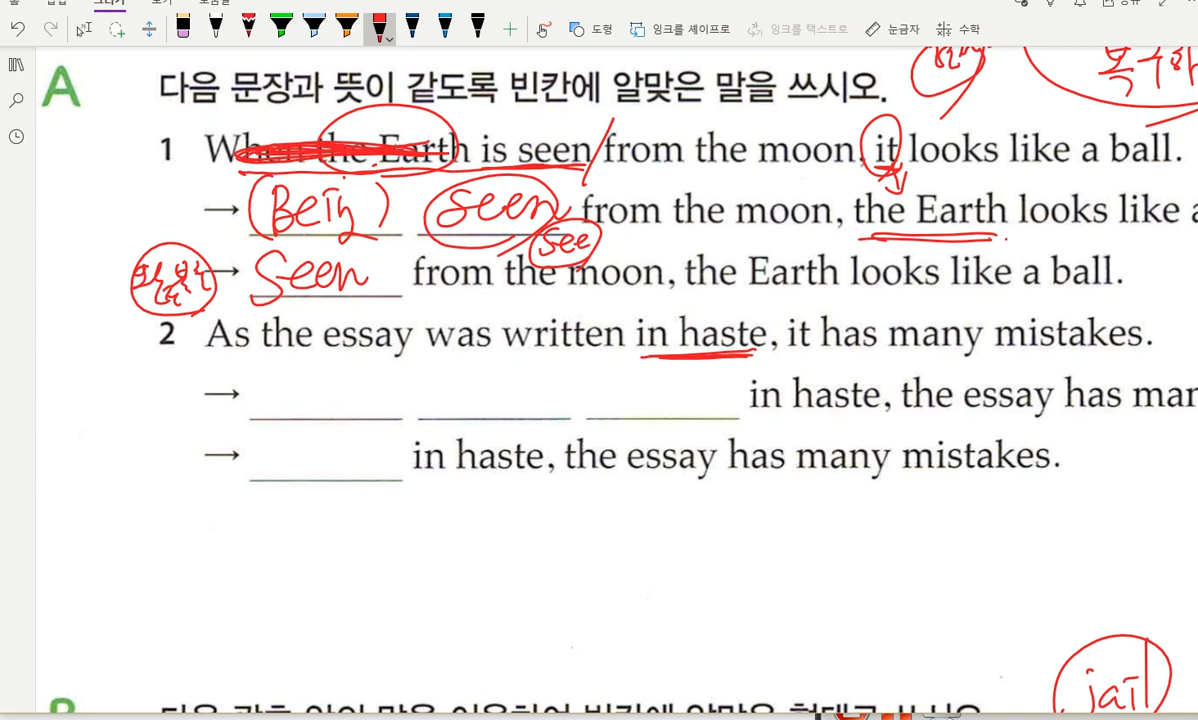 도형 잉크를 셰이프로 잉크를 텍스트로 눈금자 수학
A 다음 문장과 뜻이 같도록 빈칸에 알맞은 말을 쓰시오.
1 When the Earth is seen from the moon, it looks like a ball.
→ (Being) seen from the moon, the Earth looks like a
see
→ Seen from the moon, the Earth looks like a ball.
2 As the essay was written in haste, it has many mistakes.
→ in haste, the essay has mar
→ in haste, the essay has many mistakes.
jail